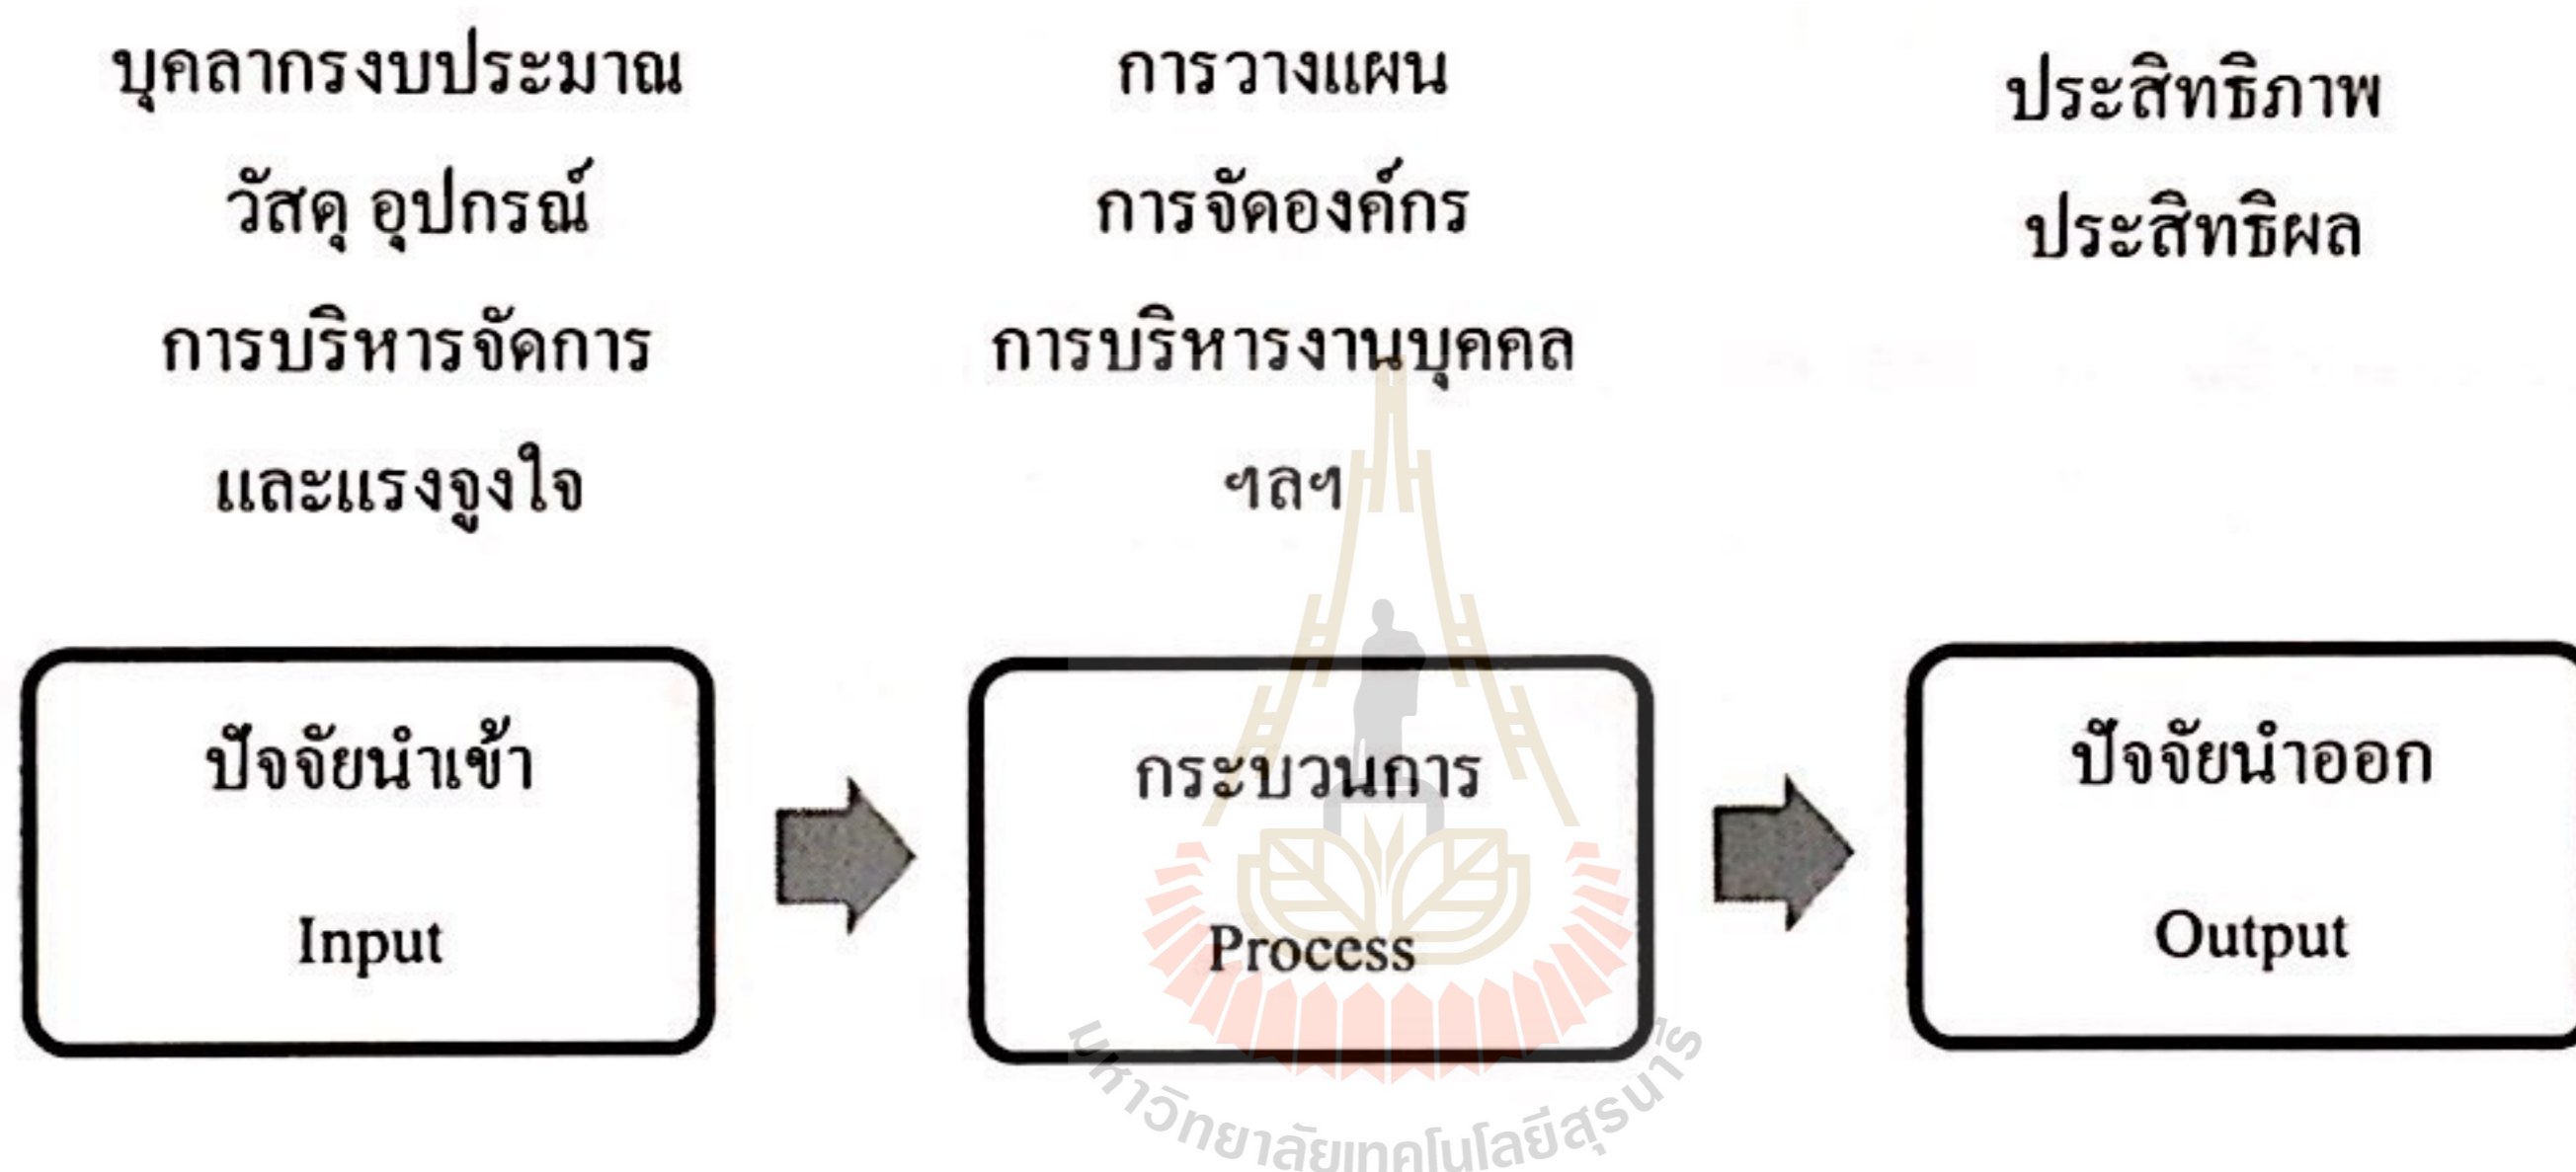 บุคลากรงบประมาณ
วัสดุ อุปกรณ์
การบริหารจัดการ
และแรงจูงใจ
การวางแผน
การจัดองค์กร
การบริหารงานบุคคล
ฯลฯ
ประสิทธิภาพ
ประสิทธิผล
ปัจจัยนำเข้า
Input
กระบวนการ
Process
ปัจจัยนำออก
Output
มหาวิทยาลัยเทคโนโลยีสุรนารี